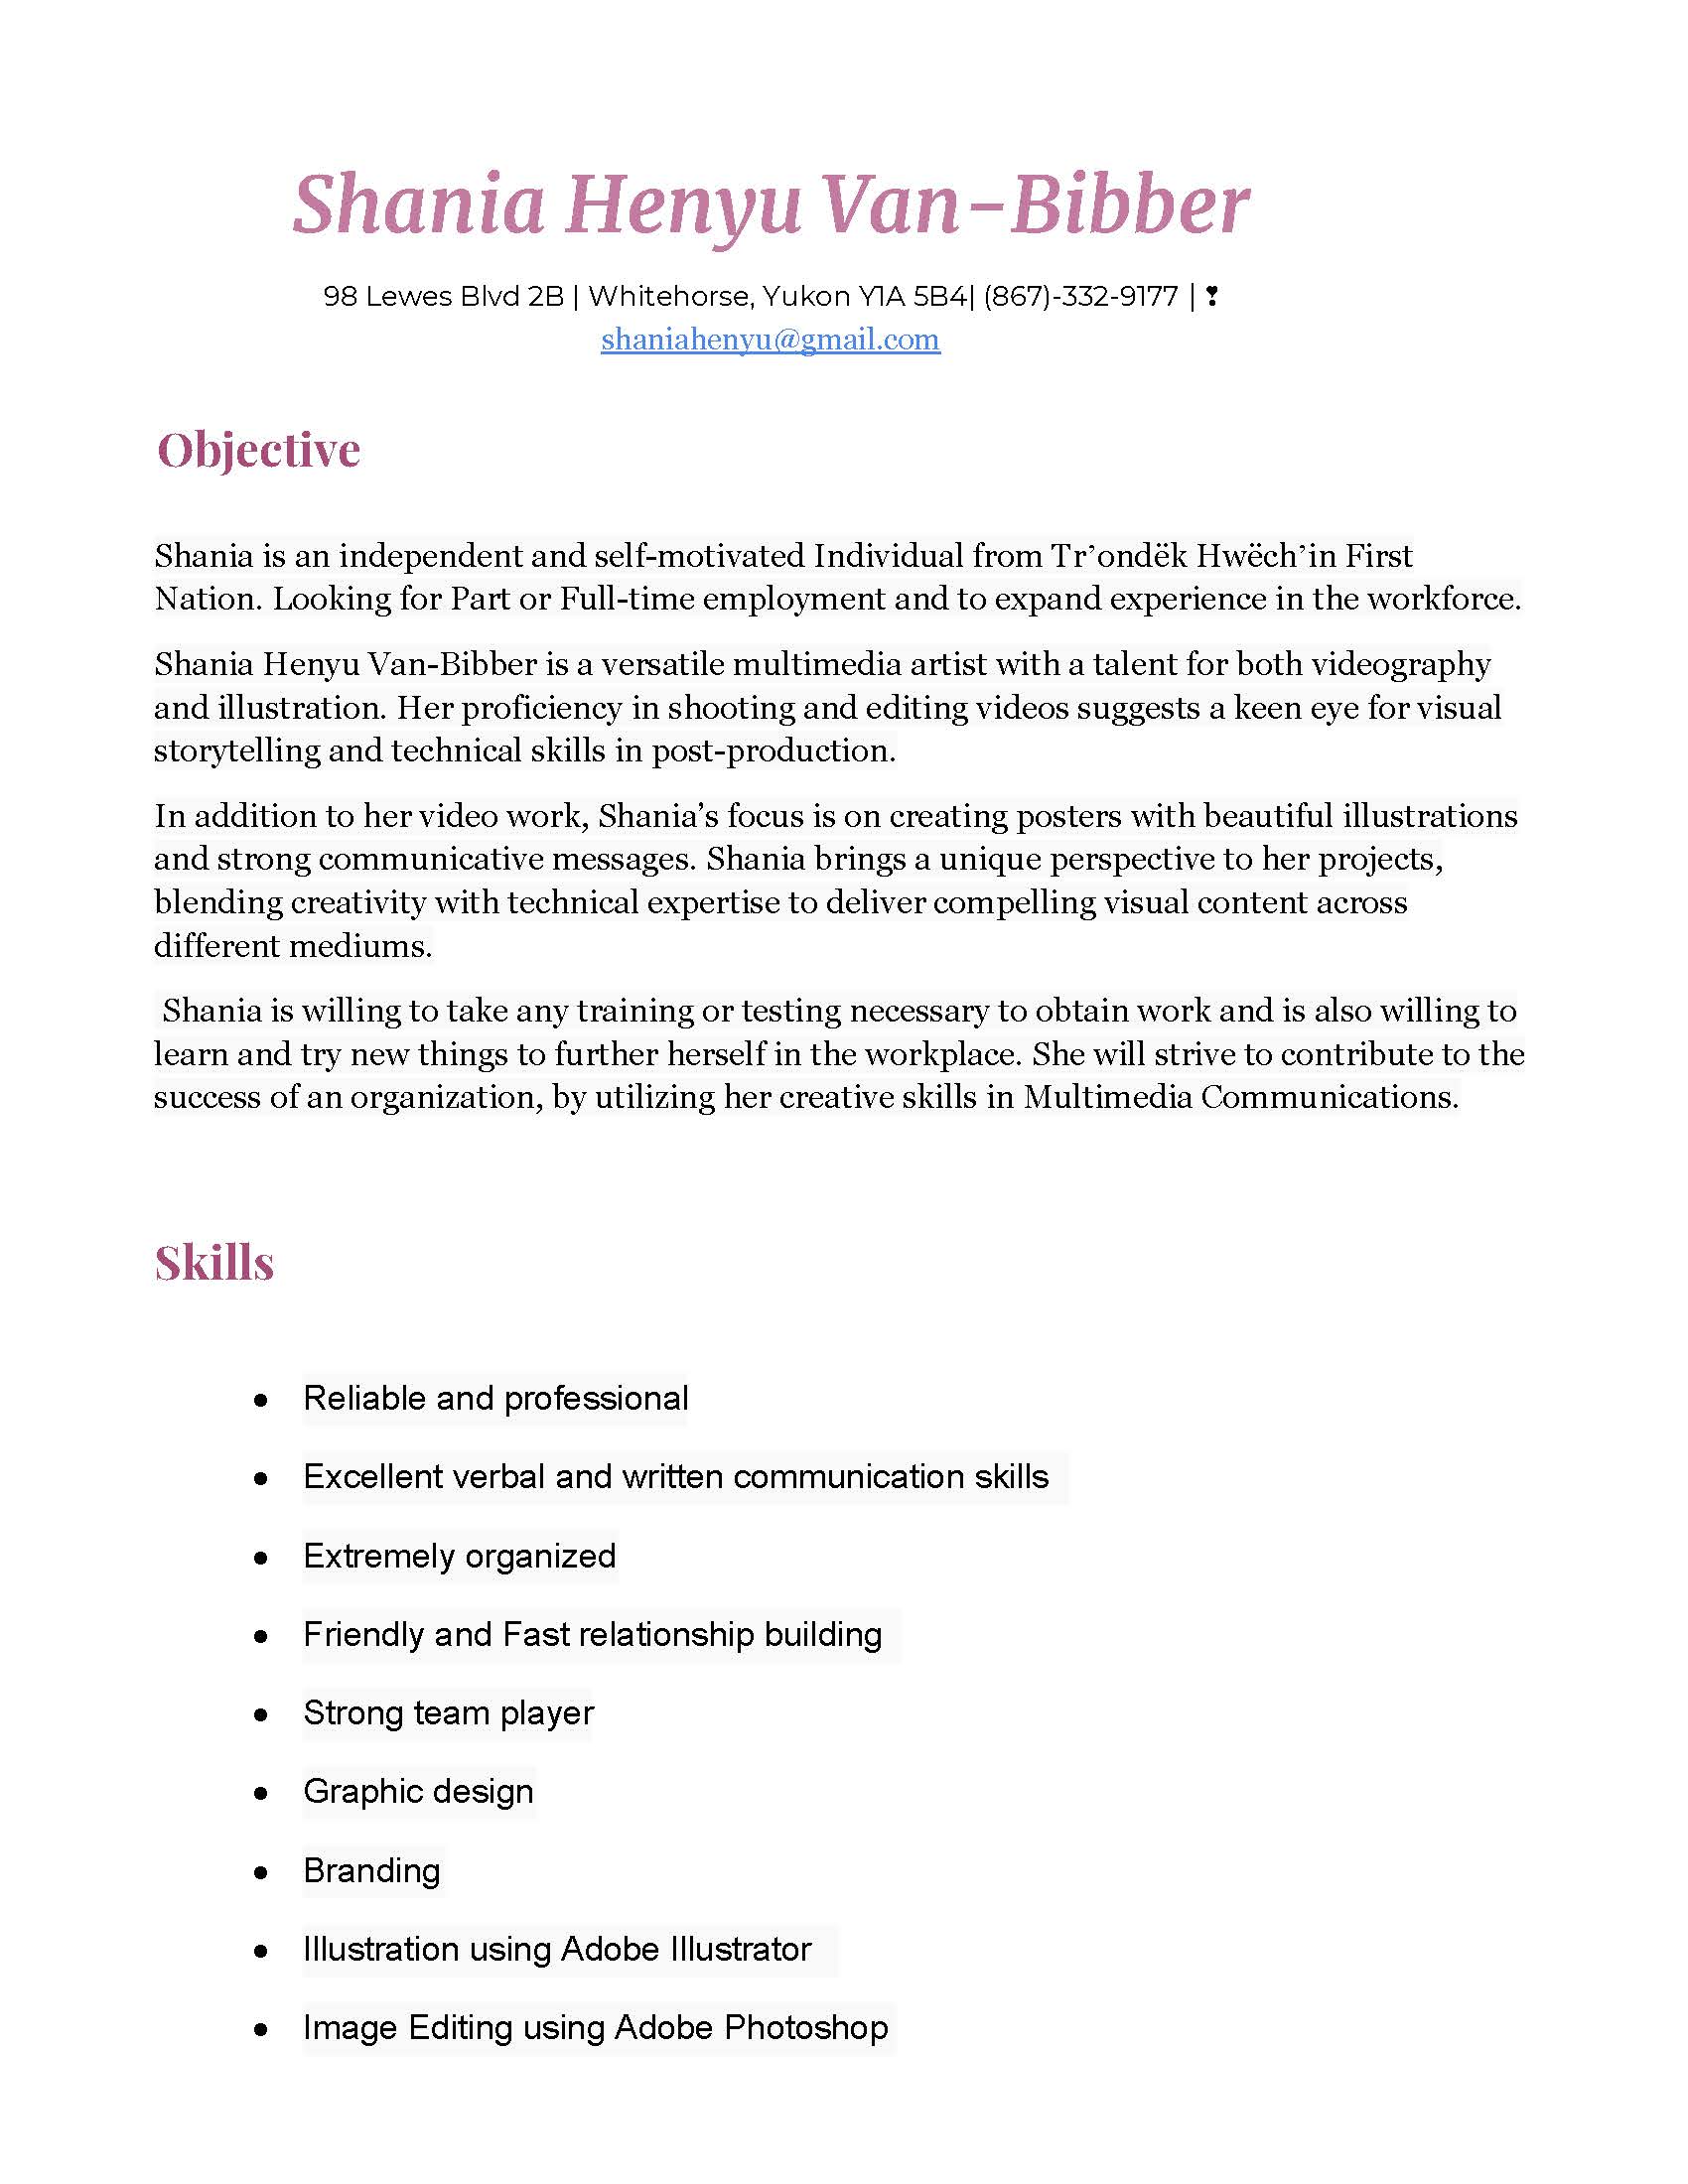 Shania Henyu Van-Bibber
98 Lewes Blvd 2B | Whitehorse, Yukon Y1A 5B4| (867)-332-9177 | ❣
shaniahenyu@gmail.com
Objective
Shania is an independent and self-motivated Individual from Tr’ondëk Hwëch’in First
Nation. Looking for Part or Full-time employment and to expand experience in the workforce.
Shania Henyu Van-Bibber is a versatile multimedia artist with a talent for both videography
and illustration. Her proficiency in shooting and editing videos suggests a keen eye for visual
storytelling and technical skills in post-production.
In addition to her video work, Shania’s focus is on creating posters with beautiful illustrations
and strong communicative messages. Shania brings a unique perspective to her projects,
blending creativity with technical expertise to deliver compelling visual content across
different mediums.
Shania is willing to take any training or testing necessary to obtain work and is also willing to
learn and try new things to further herself in the workplace. She will strive to contribute to the
success of an organization, by utilizing her creative skills in Multimedia Communications.
Skills
● Reliable and professional
● Excellent verbal and written communication skills
● Extremely organized
● Friendly and Fast relationship building
● Strong team player
● Graphic design
● Branding
● Illustration using Adobe Illustrator
● Image Editing using Adobe Photoshop